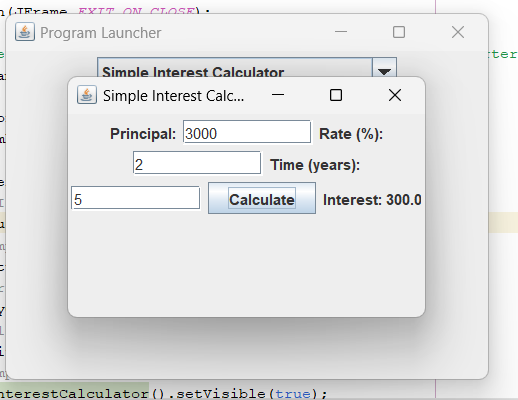 (JFrame.EXIT_ON_CLOSE);
Program Launcher
Simple Interest Calculator
Simple Interest Calc...
Principal: 3000 Rate (%):
2 Time (years):
5 Calculate Interest: 300.0
nterestCalculator().setVisible(true);